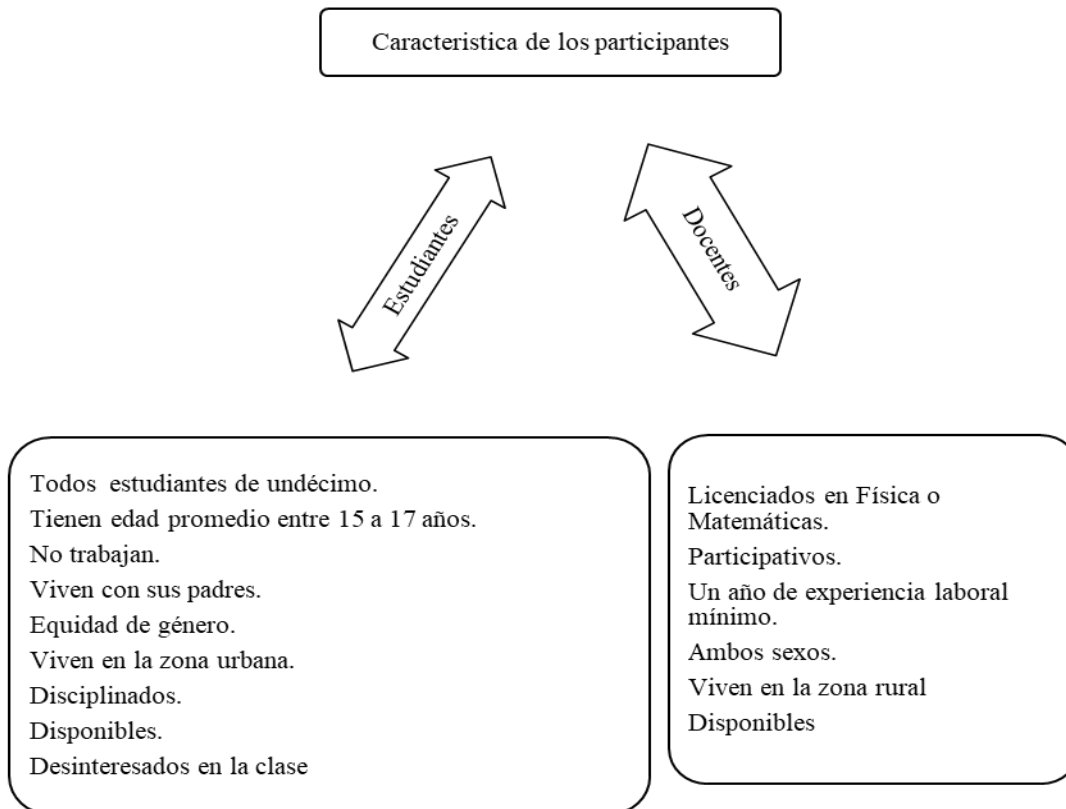 Caracteristica de los participantes
Estudiantes
Docentes
Todos estudiantes de undécimo.
Tienen edad promedio entre 15 a 17 años.
No trabajan.
Viven con sus padres.
Equidad de género.
Viven en la zona urbana.
Disciplinados.
Disponibles.
Desinteresados en la clase
Licenciados en Física o
Matemáticas.
Participativos.
Un año de experiencia laboral
mínimo.
Ambos sexos.
Viven en la zona rural
Disponibles